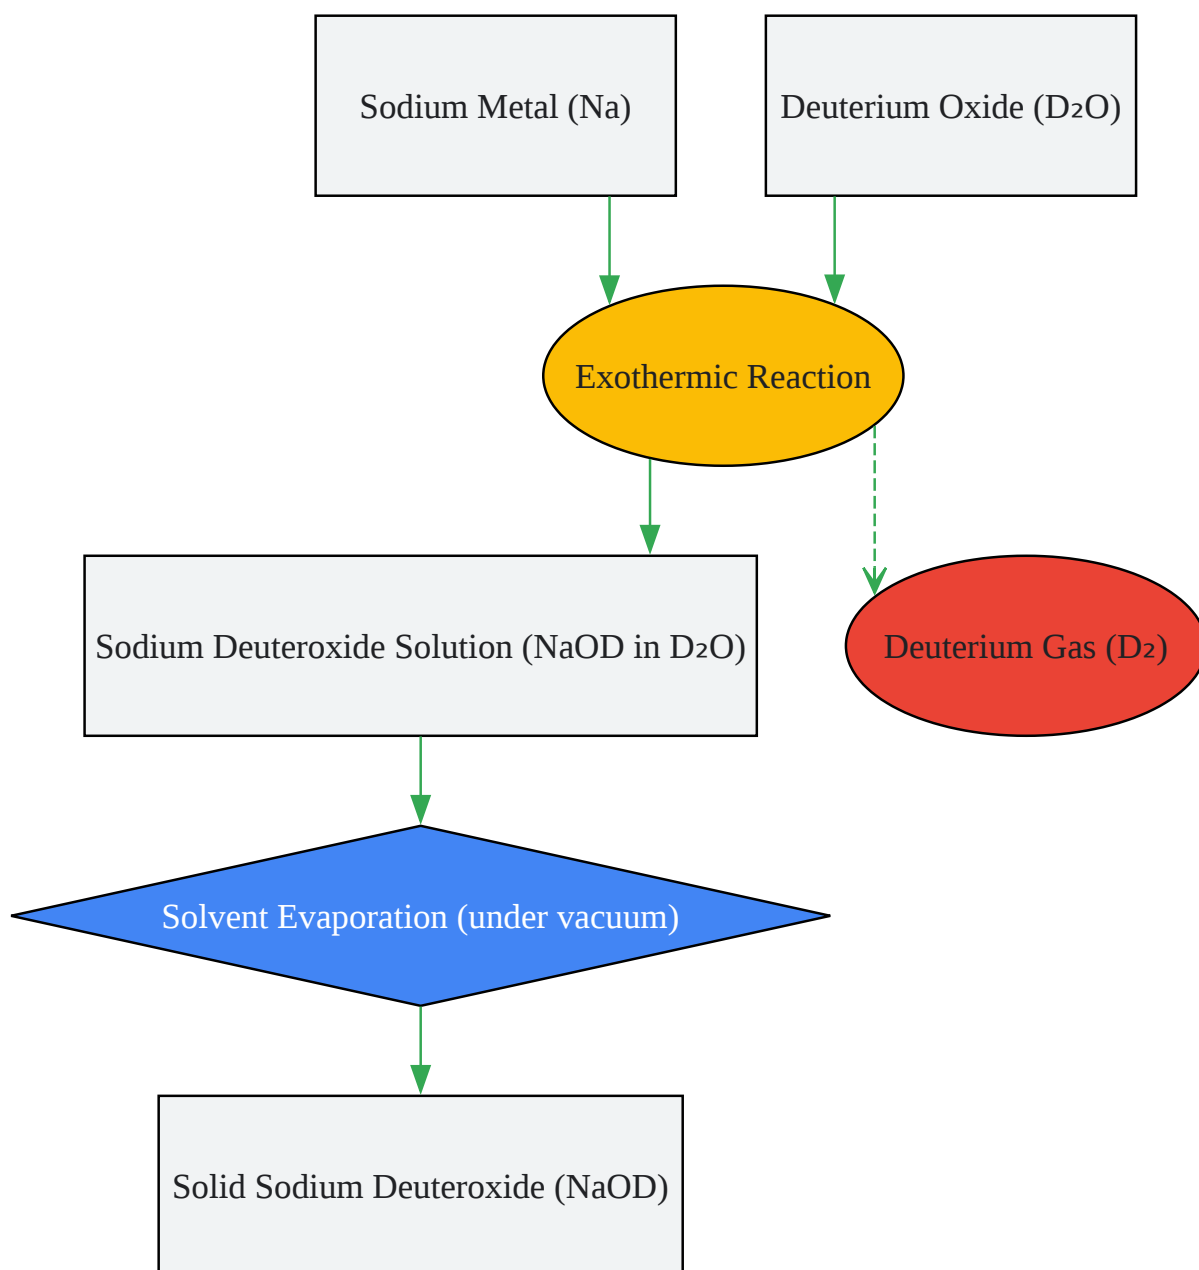 Sodium Metal (Na)
Deuterium Oxide (D₂O)
Exothermic Reaction
Sodium Deuteroxide Solution (NaOD in D₂O)
Deuterium Gas (D₂)
Solvent Evaporation (under vacuum)
Solid Sodium Deuteroxide (NaOD)